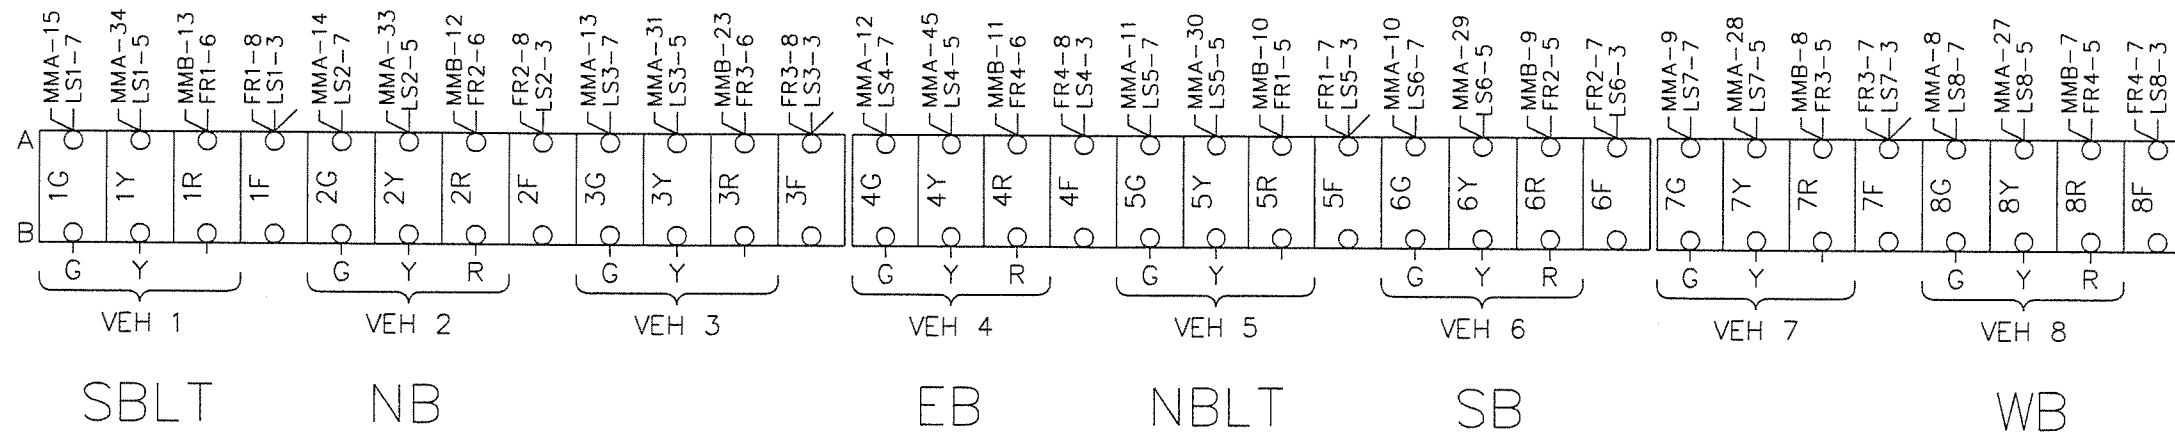 MMA-15 MMA-34 MMB-13 FR1-8 MMA-14 MMA-33 MMB-12 FR2-8 MMA-13 MMA-31 MMB-23 FR3-8 MMA-12 MMA-45 MMB-11 FR4-8 MMA-11 MMA-30 MMB-10 FR1-7 MMA-10 MMA-29 MMB-9 FR2-7 MMA-9 MMA-28 MMB-8 FR3-7 MMA-8 MMA-27 MMB-7 FR4-7
LS1-7 LS1-5 FR1-6 LS1-3 LS2-7 LS2-5 FR2-6 LS2-3 LS3-7 LS3-5 FR3-6 LS3-3 LS4-7 LS4-5 FR4-6 LS4-3 LS5-7 LS5-5 FR1-5 LS5-3 LS6-7 LS6-5 FR2-5 LS6-3 LS7-7 LS7-5 FR3-5 LS7-3 LS8-7 LS8-5 FR4-5 LS8-3
A
1G 1Y 1R 1F 2G 2Y 2R 2F 3G 3Y 3R 3F 4G 4Y 4R 4F 5G 5Y 5R 5F 6G 6Y 6R 6F 7G 7Y 7R 7F 8G 8Y 8R 8F
B
G Y G Y R G Y G Y R G Y G Y R G Y G Y R
VEH 1 VEH 2 VEH 3 VEH 4 VEH 5 VEH 6 VEH 7 VEH 8
SBLT NB EB NBLT SB WB